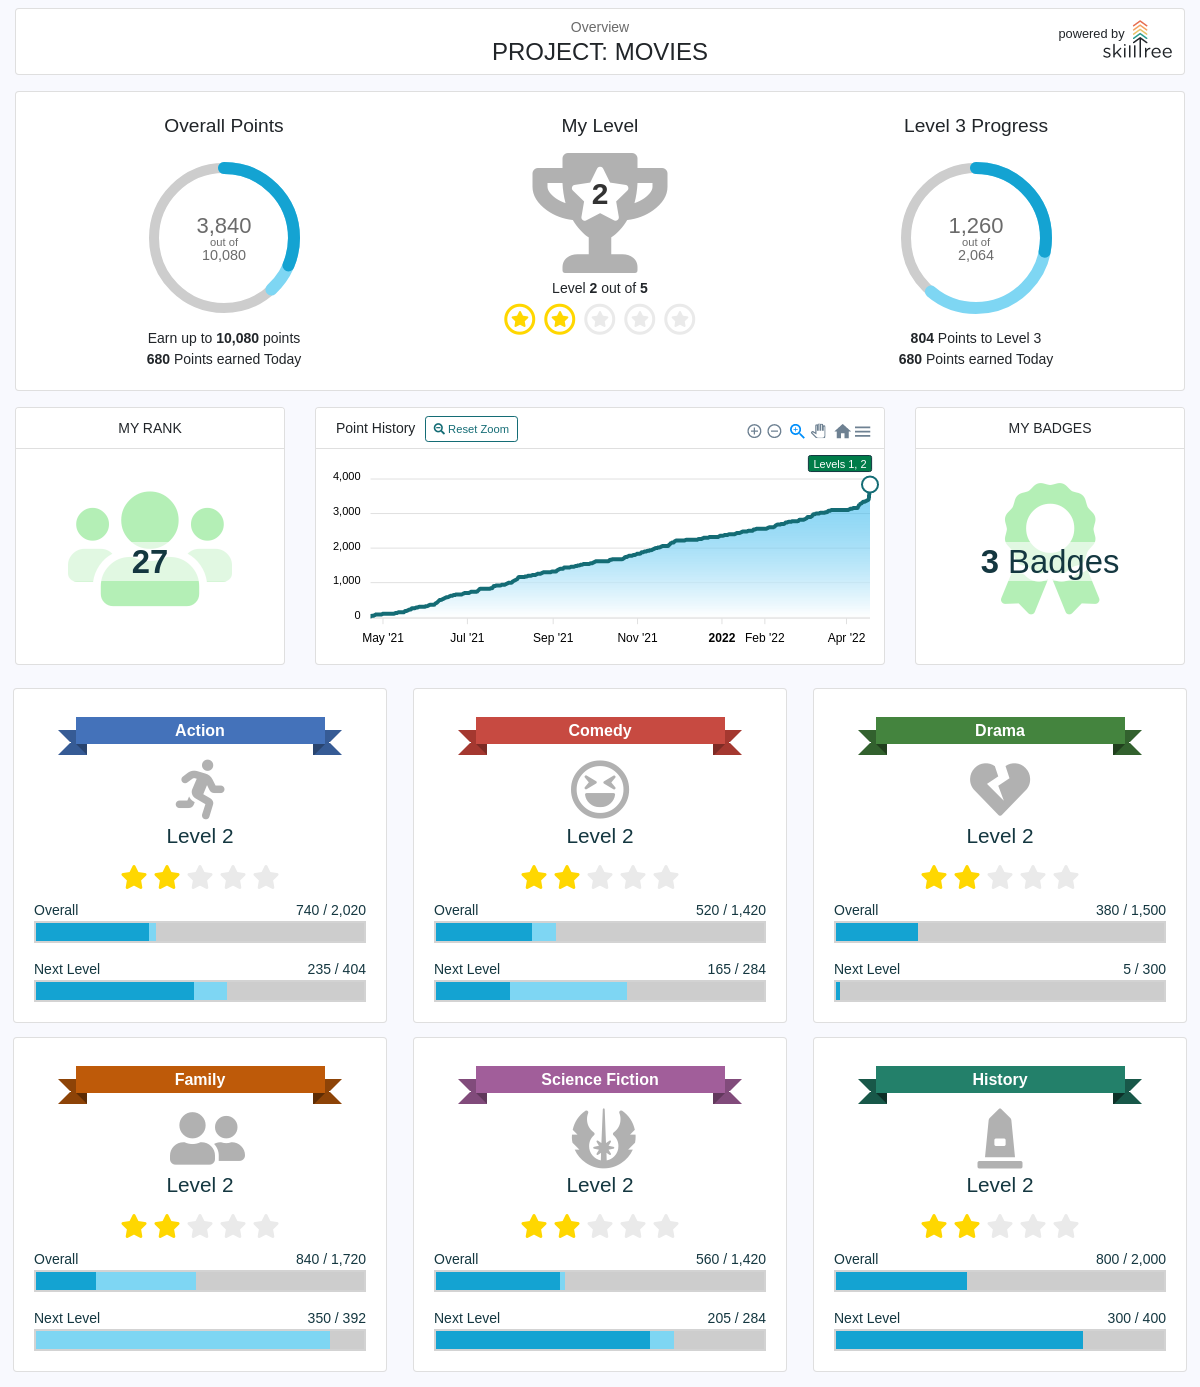 Overview
PROJECT: MOVIES
powered by
skilltree
Overall Points
3,840
out of
10,080
Earn up to 10,080 points
680 Points earned Today
My Level
2
Level 2 out of 5
Level 3 Progress
1,260
out of
2,064
804 Points to Level 3
680 Points earned Today
MY RANK
27
Point History
Reset Zoom
Levels 1, 2
4,000
3,000
2,000
1,000
0
May '21 Jul '21 Sep '21 Nov '21 2022 Feb '22 Apr '22
MY BADGES
3 Badges
Action
Level 2
Overall 740 / 2,020
Next Level 235 / 404
Comedy
Level 2
Overall 520 / 1,420
Next Level 165 / 284
Drama
Level 2
Overall 380 / 1,500
Next Level 5 / 300
Family
Level 2
Overall 840 / 1,720
Next Level 350 / 392
Science Fiction
Level 2
Overall 560 / 1,420
Next Level 205 / 284
History
Level 2
Overall 800 / 2,000
Next Level 300 / 400